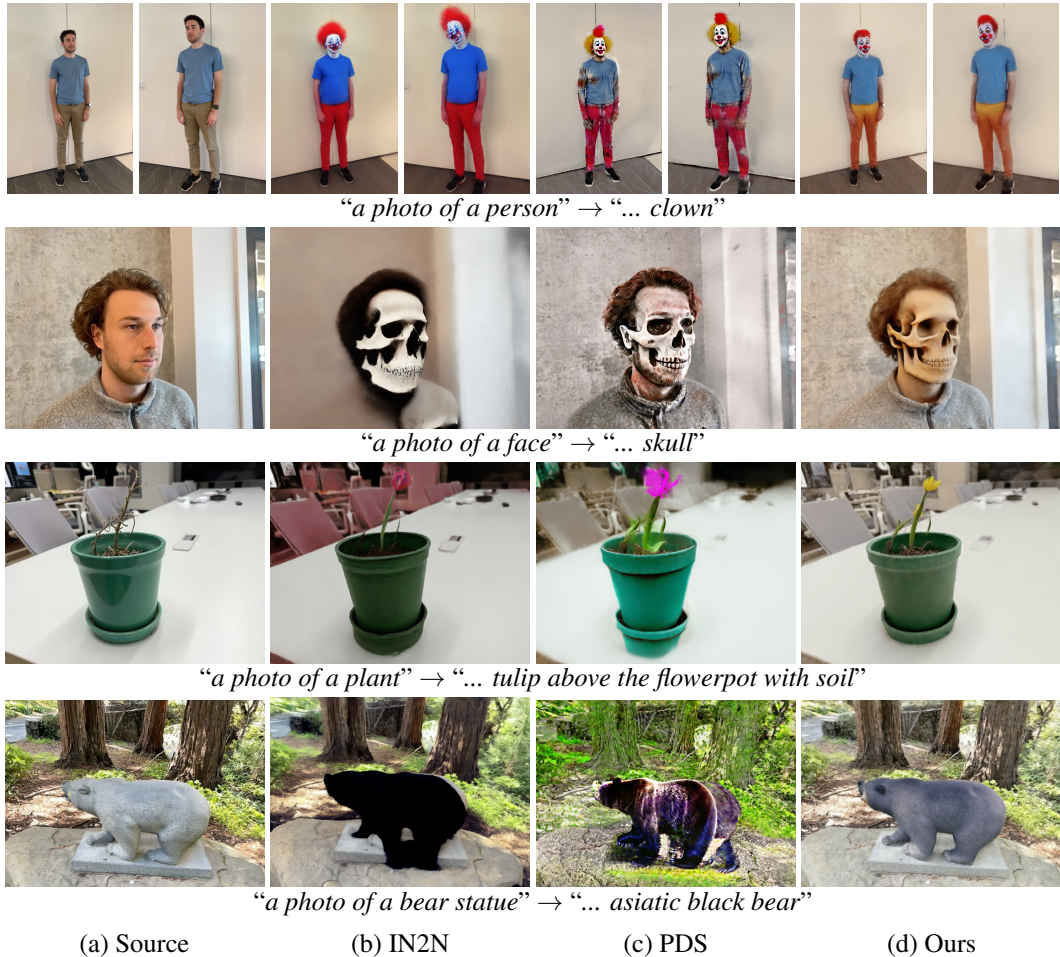 “a photo of a person” → “... clown”
“a photo of a face” → “... skull”
“a photo of a plant” → “... tulip above the flowerpot with soil”
“a photo of a bear statue” → “... asiatic black bear”
(a) Source (b) IN2N (c) PDS (d) Ours